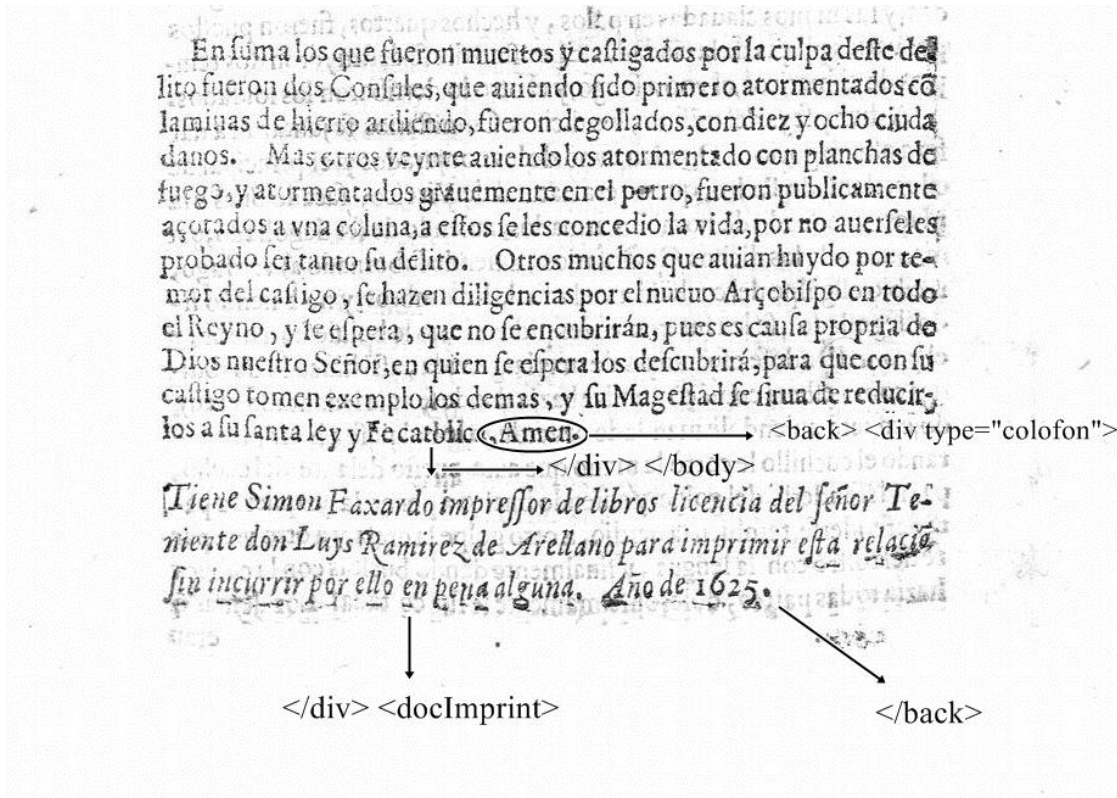 En ſuma los que fueron muertos y caſtigados por la culpa deſte de-
lito fueron dos Conſules, que auiendo ſido primero atormentados cõ
laminas de hierro ardiendo, fueron degollados, con diez y ocho ciuda
danos. Mas otros veynte auiendolos atormentado con planchas de
fuego, y atormentados grauemente en el potro, fueron publicamente
açotados a vna coluna, a eſtos ſe les concedio la vida, por no auerſeles
probado ſer tanto ſu delito. Otros muchos que auian huydo por te-
mor del caſtigo, ſe hazen diligencias por el nueuo Arçobiſpo en todo
el Reyno, y ſe eſpera, que no ſe encubrirán, pues es cauſa propria de
Dios nueſtro Señor, en quien ſe eſpera los deſcubrirá, para que con ſu
caſtigo tomen exemplo los demas, y ſu Mageſtad ſe ſirua de reducir-
los a ſu ſanta ley y Fe catolica, Amen. <back> <div type="colofon">
</div> </body>
Tiene Simon Faxardo impreſſor de libros licencia del ſeñor Te-
niente don Luys Ramirez de Arellano para imprimir eſta relaciõ
ſin incurrir por ello en pena alguna. Año de 1625.
</div> <docImprint> </back>